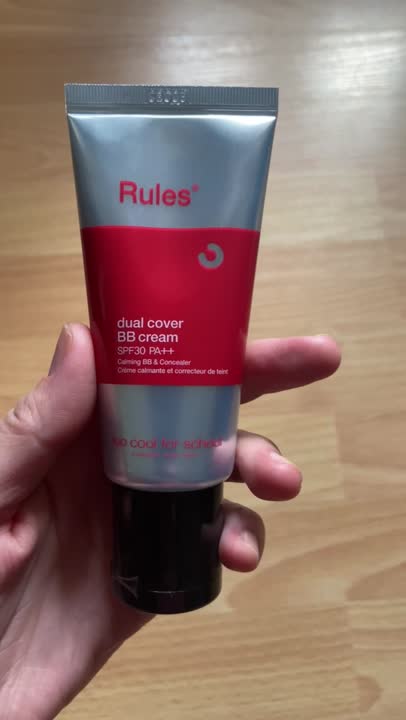 Rules®
dual cover
BB cream
SPF30 PA++
Calming BB & Concealer
Crème calmante et correcteur de teint
too cool for school